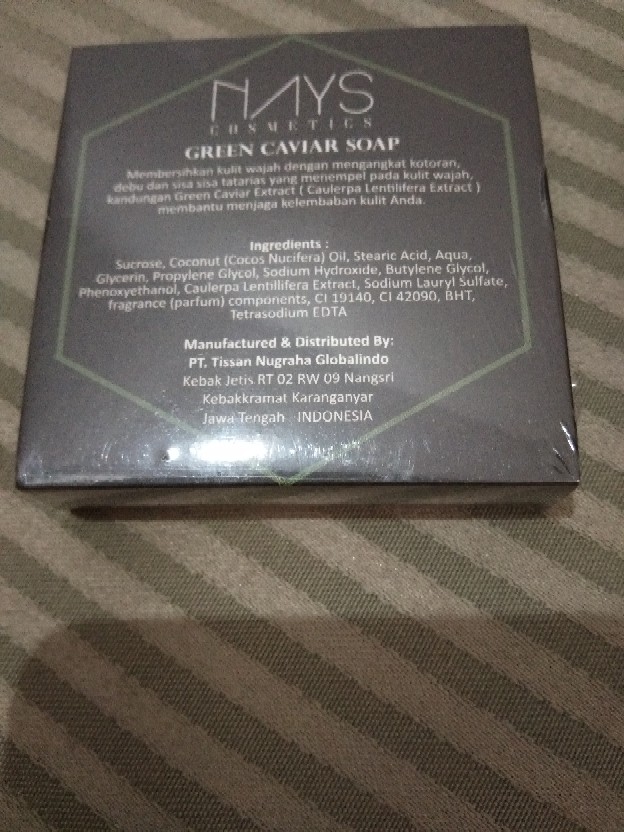 NAYS
COSMETICS
GREEN CAVIAR SOAP
Membersihkan kulit wajah dengan mengangkat kotoran,
debu dan sisa sisa tatarias yang menempel pada kulit wajah,
kandungan Green Caviar Extract ( Caulerpa Lentilifera Extract )
membantu menjaga kelembaban kulit Anda.
Ingredients :
Sucrose, Coconut (Cocos Nucifera) Oil, Stearic Acid, Aqua,
Glycerin, Propylene Glycol, Sodium Hydroxide, Butylene Glycol,
Phenoxyethanol, Caulerpa Lentillifera Extract, Sodium Lauryl Sulfate,
fragrance (parfum) components, CI 19140, CI 42090, BHT,
Tetrasodium EDTA
Manufactured & Distributed By:
PT. Tissan Nugraha Globalindo
Kebak Jetis RT 02 RW 09 Nangsri
Kebakkramat Karanganyar
Jawa Tengah - INDONESIA